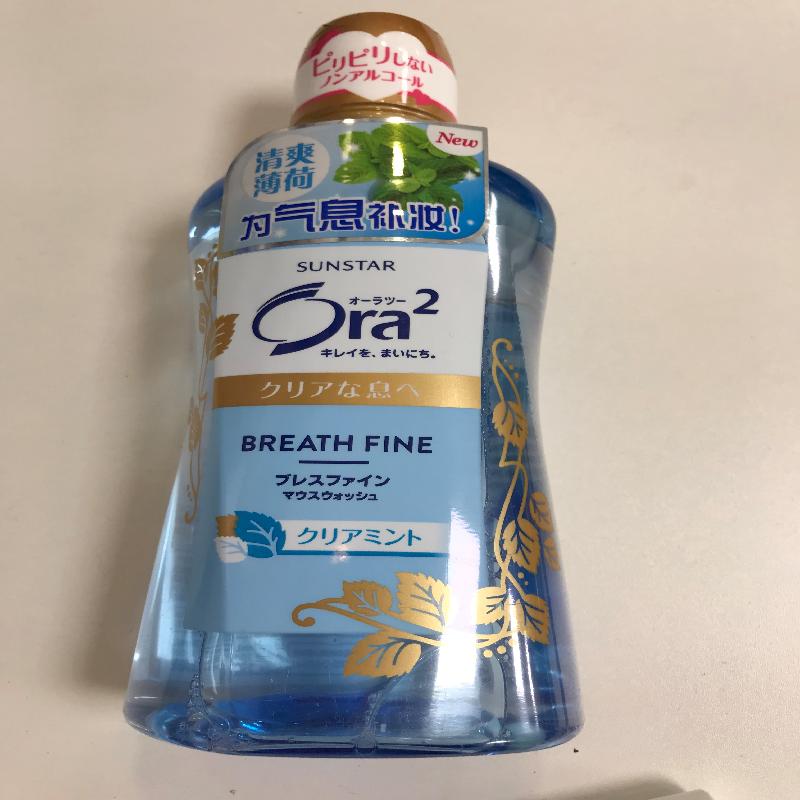 ピリピリしない
ノンアルコール
New
清爽
薄荷
为气息补妆!
SUNSTAR
オーラツー
Ora²
キレイを、まいにち。
クリアな息へ
BREATH FINE
ブレスファイン
マウスウォッシュ
クリアミント